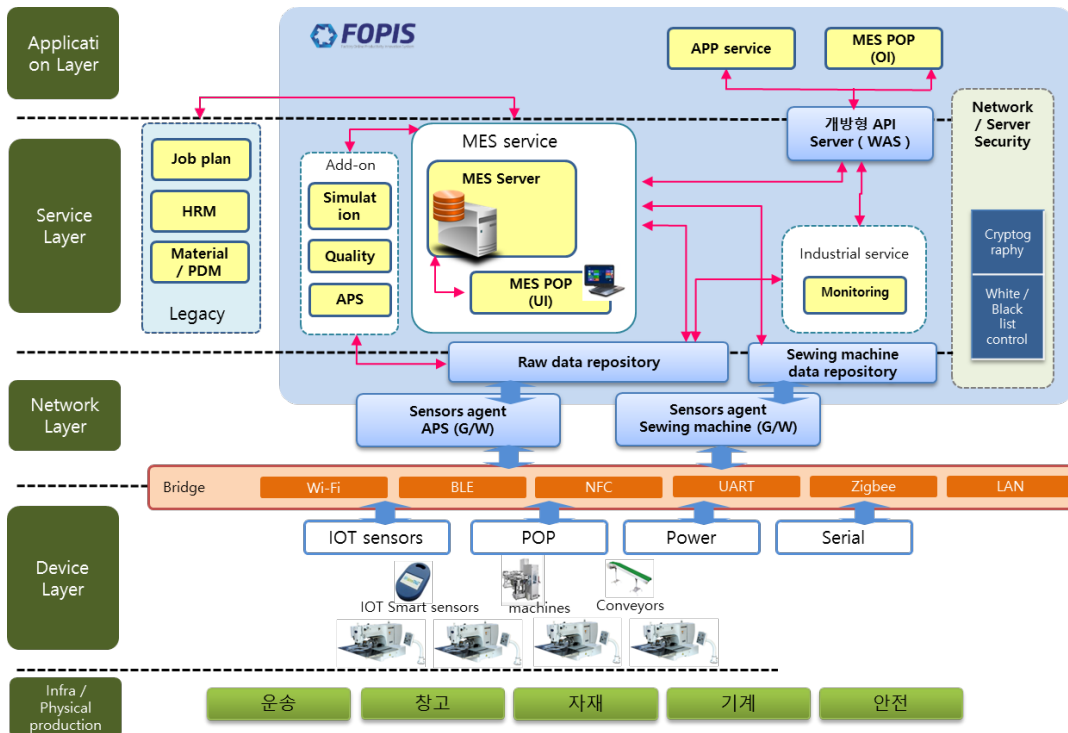 Applicati
on Layer
FOPIS
APP service
MES POP
(OI)
Network
/ Server
Security
개방형 API
Server ( WAS )
Service
Layer
Job plan
HRM
Material
/ PDM
Legacy
Add-on
Simulat
ion
Quality
APS
MES service
MES Server
MES POP
(UI)
Industrial service
Monitoring
Cryptog
raphy
White /
Black
list
control
Raw data repository
Sewing machine
data repository
Network
Layer
Sensors agent
APS (G/W)
Sensors agent
Sewing machine (G/W)
Bridge
Wi-Fi
BLE
NFC
UART
Zigbee
LAN
Device
Layer
IOT sensors
POP
Power
Serial
IOT Smart sensors
machines
Conveyors
Infra /
Physical
production
운송
창고
자재
기계
안전